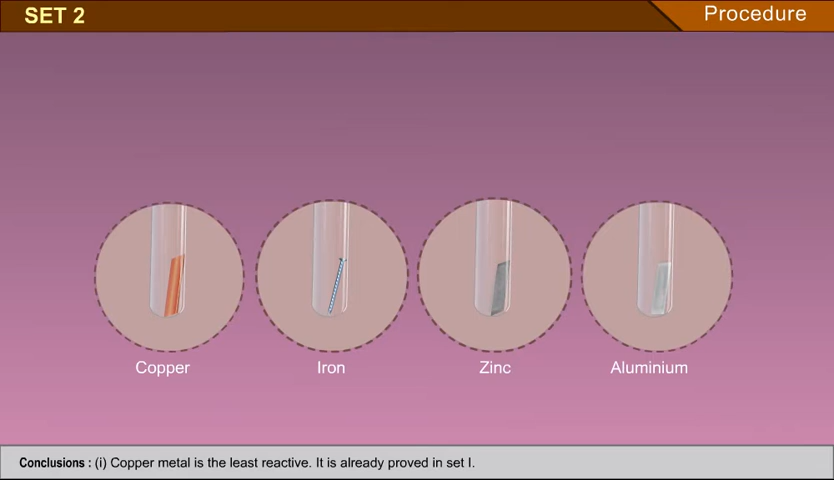 SET 2
Procedure
Copper
Iron
Zinc
Aluminium
Conclusions : (i) Copper metal is the least reactive. It is already proved in set I.